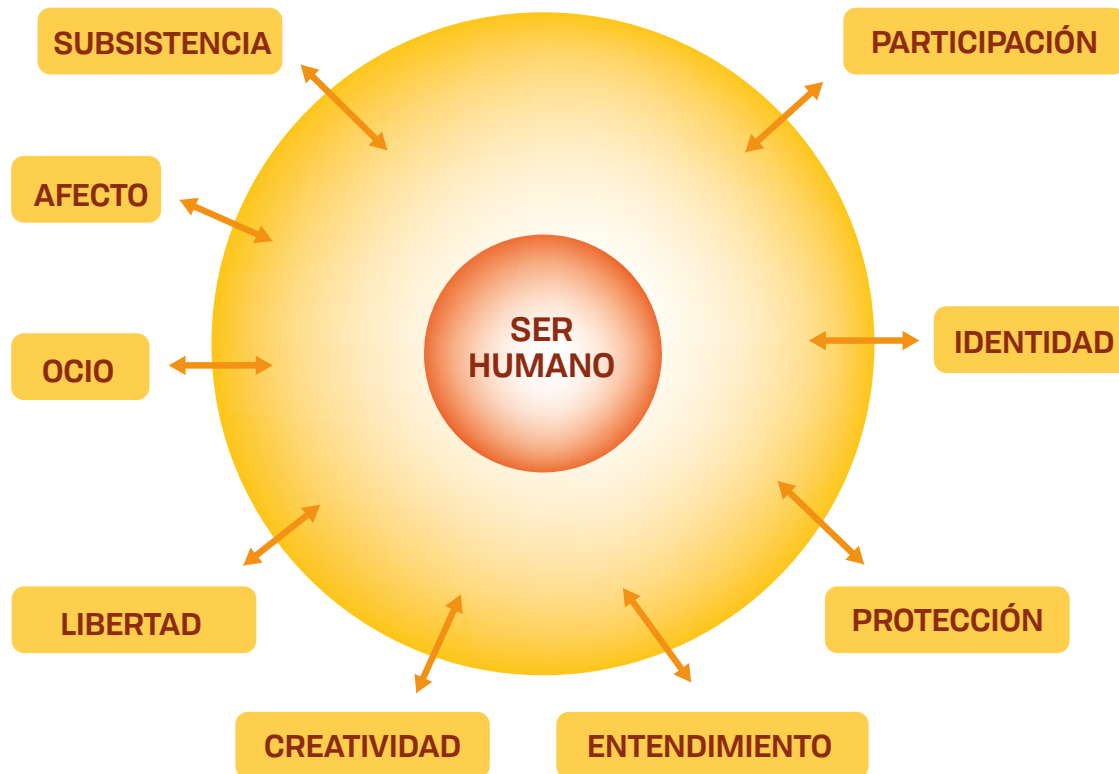 SUBSISTENCIA
PARTICIPACIÓN
AFECTO
SER
HUMANO
IDENTIDAD
OCIO
LIBERTAD
PROTECCIÓN
CREATIVIDAD
ENTENDIMIENTO